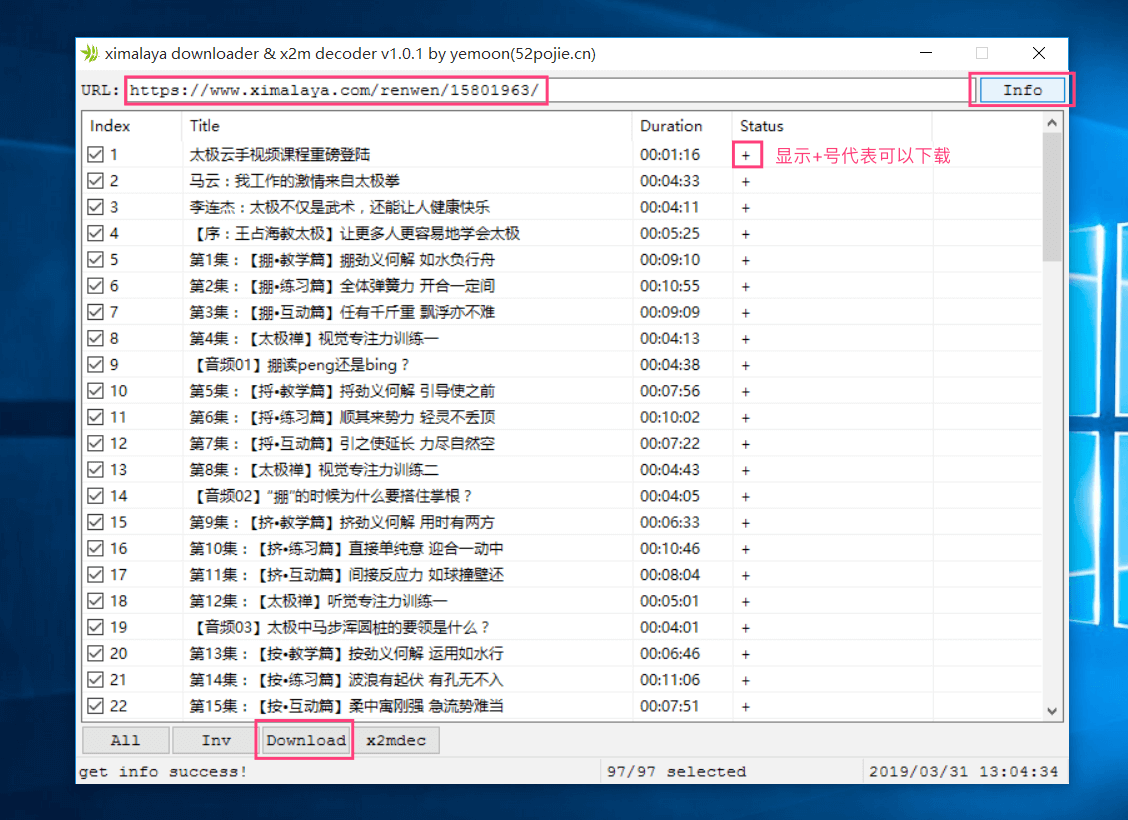 ximalaya downloader & x2m decoder v1.0.1 by yemoon(52pojie.cn)
URL: https://www.ximalaya.com/renwen/15801963/ Info
Index Title Duration Status
1 太极云手视频课程重磅登陆 00:01:16 + 显示+号代表可以下载
2 马云：我工作的激情来自太极拳 00:04:33 +
3 李连杰：太极不仅是武术，还能让人健康快乐 00:04:11 +
4 【序：王占海教太极】让更多人更容易地学会太极 00:05:25 +
5 第1集：【掤•教学篇】掤劲义何解 如水负行舟 00:09:10 +
6 第2集：【掤•练习篇】全体弹簧力 开合一定间 00:10:55 +
7 第3集：【掤•互动篇】任有千斤重 飘浮亦不难 00:09:09 +
8 第4集：【太极禅】视觉专注力训练一 00:04:13 +
9 【音频01】掤读peng还是bing？ 00:04:38 +
10 第5集：【捋•教学篇】捋劲义何解 引导使之前 00:07:56 +
11 第6集：【捋•练习篇】顺其来势力 轻灵不丢顶 00:10:02 +
12 第7集：【捋•互动篇】引之使延长 力尽自然空 00:07:22 +
13 第8集：【太极禅】视觉专注力训练二 00:04:43 +
14 【音频02】“掤”的时候为什么要搭住掌根？ 00:04:05 +
15 第9集：【挤•教学篇】挤劲义何解 用时有两方 00:06:33 +
16 第10集：【挤•练习篇】直接单纯意 迎合一动中 00:10:46 +
17 第11集：【挤•互动篇】间接反应力 如球撞壁还 00:08:04 +
18 第12集：【太极禅】听觉专注力训练一 00:05:01 +
19 【音频03】太极中马步浑圆桩的要领是什么？ 00:04:01 +
20 第13集：【按•教学篇】按劲义何解 运用如水行 00:06:46 +
21 第14集：【按•练习篇】波浪有起伏 有孔无不入 00:11:06 +
22 第15集：【按•互动篇】柔中寓刚强 急流势难当 00:07:51 +
All Inv Download x2mdec
get info success! 97/97 selected 2019/03/31 13:04:34